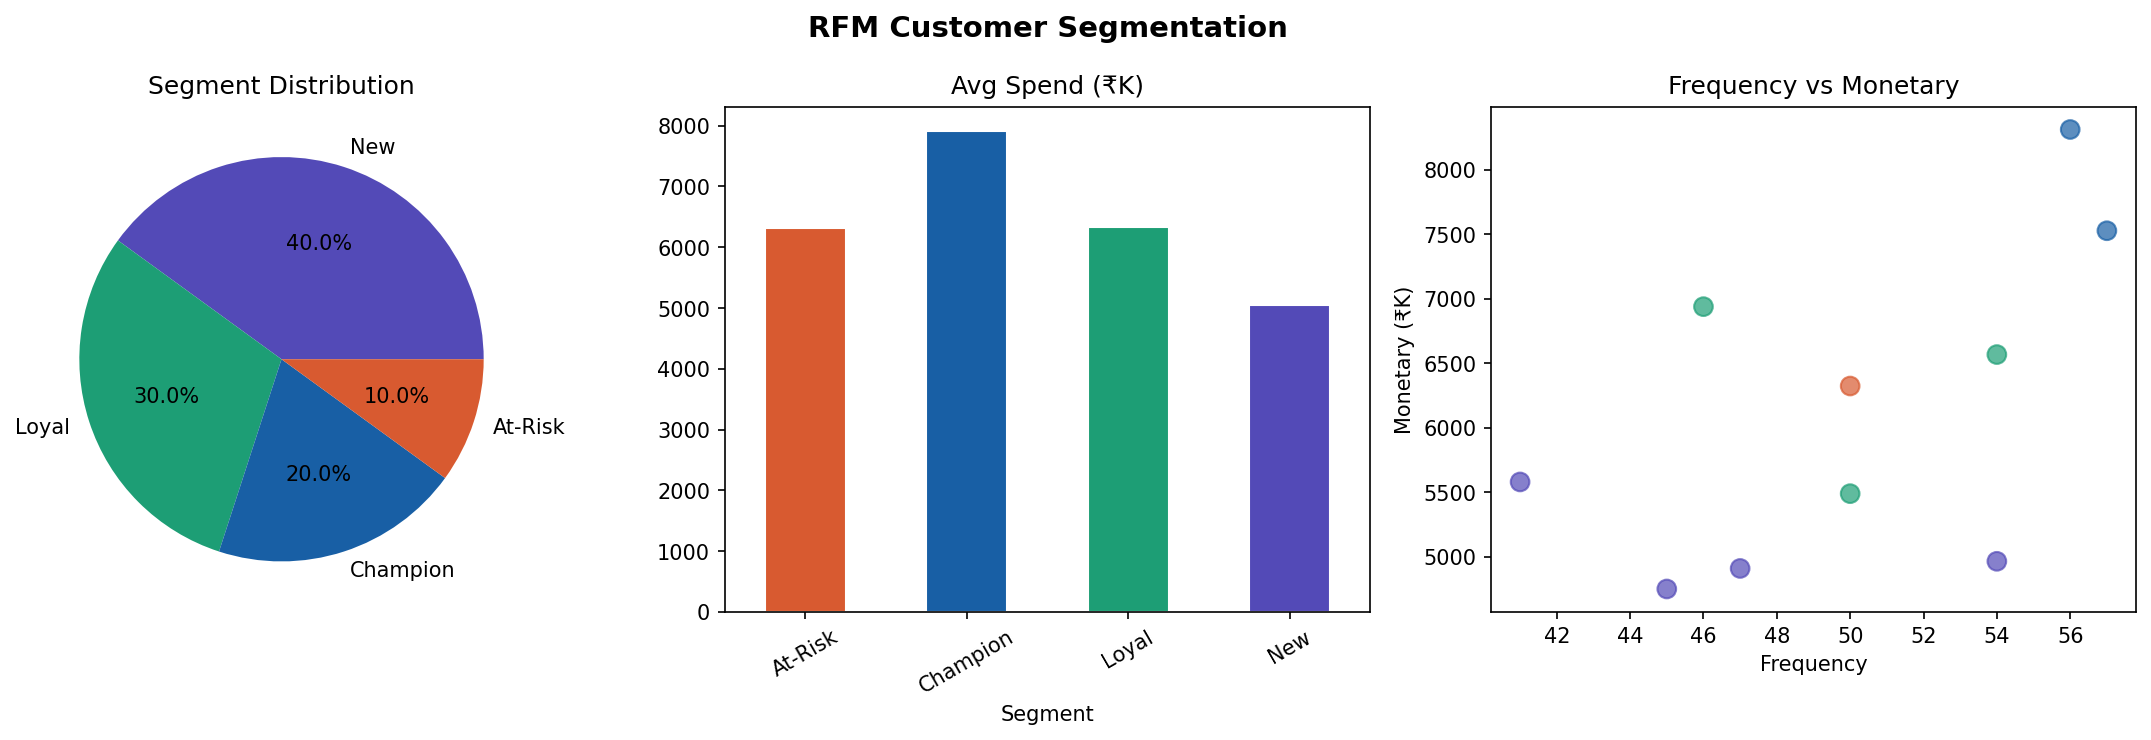 RFM Customer Segmentation
Segment Distribution
New
40.0%
30.0%
10.0%
Loyal
At-Risk
20.0%
Champion
Avg Spend (₹K)
8000
7000
6000
5000
4000
3000
2000
1000
0
At-Risk
Champion
Loyal
New
Segment
Frequency vs Monetary
Monetary (₹K)
8000
7500
7000
6500
6000
5500
5000
42 44 46 48 50 52 54 56
Frequency